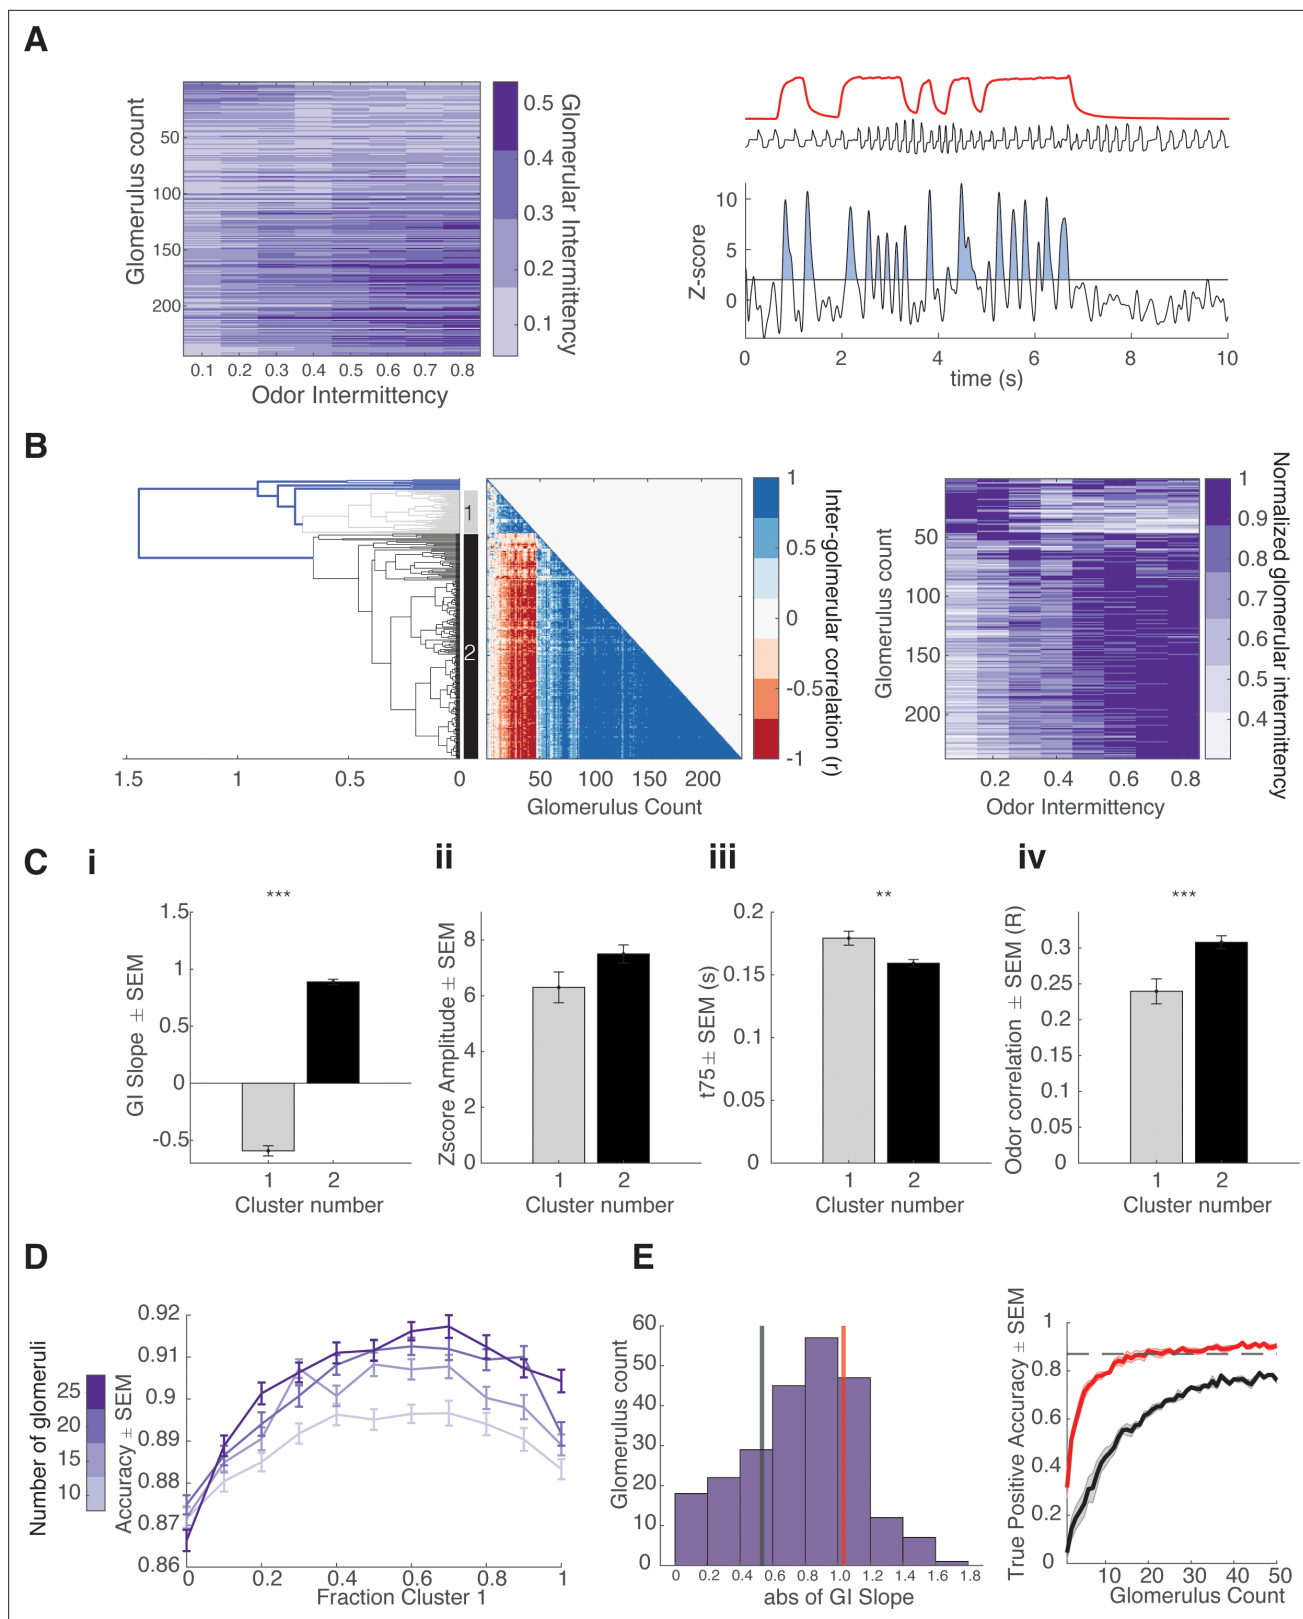 A
Glomerulus count
50
100
150
200
0.1 0.2 0.3 0.4 0.5 0.6 0.7 0.8
Odor Intermittency
0.5
0.4
0.3
0.2
0.1
Glomerular Intermittency
Z-score
10
5
0
0 2 4 6 8 10
time (s)
B
1
2
1.5 1 0.5 0
50 100 150 200
Glomerulus Count
1
0.5
0
-0.5
-1
Inter-golmerular correlation (r)
Glomerulus count
50
100
150
200
0.2 0.4 0.6 0.8
Odor Intermittency
1
0.9
0.8
0.7
0.6
0.5
0.4
Normalized glomerular intermittency
C
i
***
GI Slope ± SEM
1.5
1
0.5
0
-0.5
1 2
Cluster number
ii
Zscore Amplitude ± SEM
8
6
4
2
0
1 2
Cluster number
iii
**
t75± SEM (s)
0.2
0.15
0.1
0.05
0
1 2
Cluster number
iv
***
Odor correlation ± SEM (R)
0.3
0.25
0.2
0.15
0.1
0.05
0
1 2
Cluster number
D
Number of glomeruli
25
20
15
10
Accuracy ± SEM
0.92
0.91
0.9
0.89
0.88
0.87
0.86
0 0.2 0.4 0.6 0.8 1
Fraction Cluster 1
E
Glomerulus count
60
50
40
30
20
10
0
0 0.2 0.4 0.6 0.8 1.0 1.2 1.4 1.6 1.8
abs of GI Slope
True Positive Accuracy ± SEM
1
0.8
0.6
0.4
0.2
0
10 20 30 40 50
Glomerulus Count